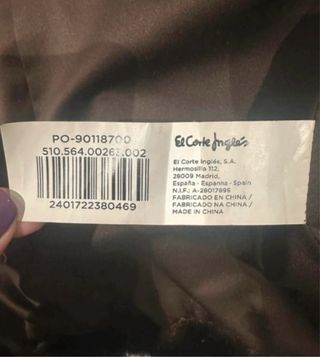 PO-90118700
510.564.00263.002
2401722380469
El Corte Inglés
El Corte Inglés, S.A.
Hermosilla 112,
28009 Madrid,
España - Espanha - Spain
N.I.F.: A-28017895
FABRICADO EN CHINA /
FABRICADO NA CHINA /
MADE IN CHINA